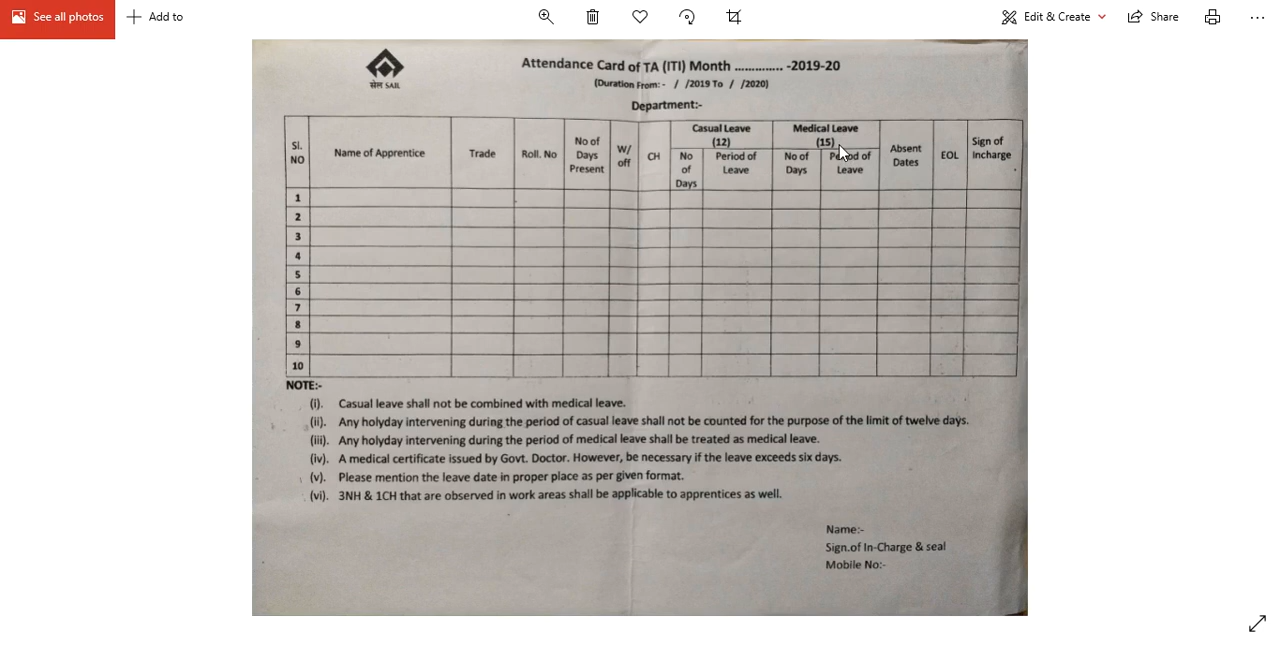 See all photos
Add to
Edit & Create
Share
सेल SAIL
Attendance Card of TA (ITI) Month .............. -2019-20
(Duration From:- / /2019 To / /2020)
Department:-
Sl. NO
Name of Apprentice
Trade
Roll. No
No of Days Present
W/ off
CH
Casual Leave (12)
No of Days
Period of Leave
Medical Leave (15)
No of Days
Period of Leave
Absent Dates
EOL
Sign of Incharge
1
2
3
4
5
6
7
8
9
10
NOTE:-
(i). Casual leave shall not be combined with medical leave.
(ii). Any holyday intervening during the period of casual leave shall not be counted for the purpose of the limit of twelve days.
(iii). Any holyday intervening during the period of medical leave shall be treated as medical leave.
(iv). A medical certificate issued by Govt. Doctor. However, be necessary if the leave exceeds six days.
(v). Please mention the leave date in proper place as per given format.
(vi). 3NH & 1CH that are observed in work areas shall be applicable to apprentices as well.
Name:-
Sign.of In-Charge & seal
Mobile No:-